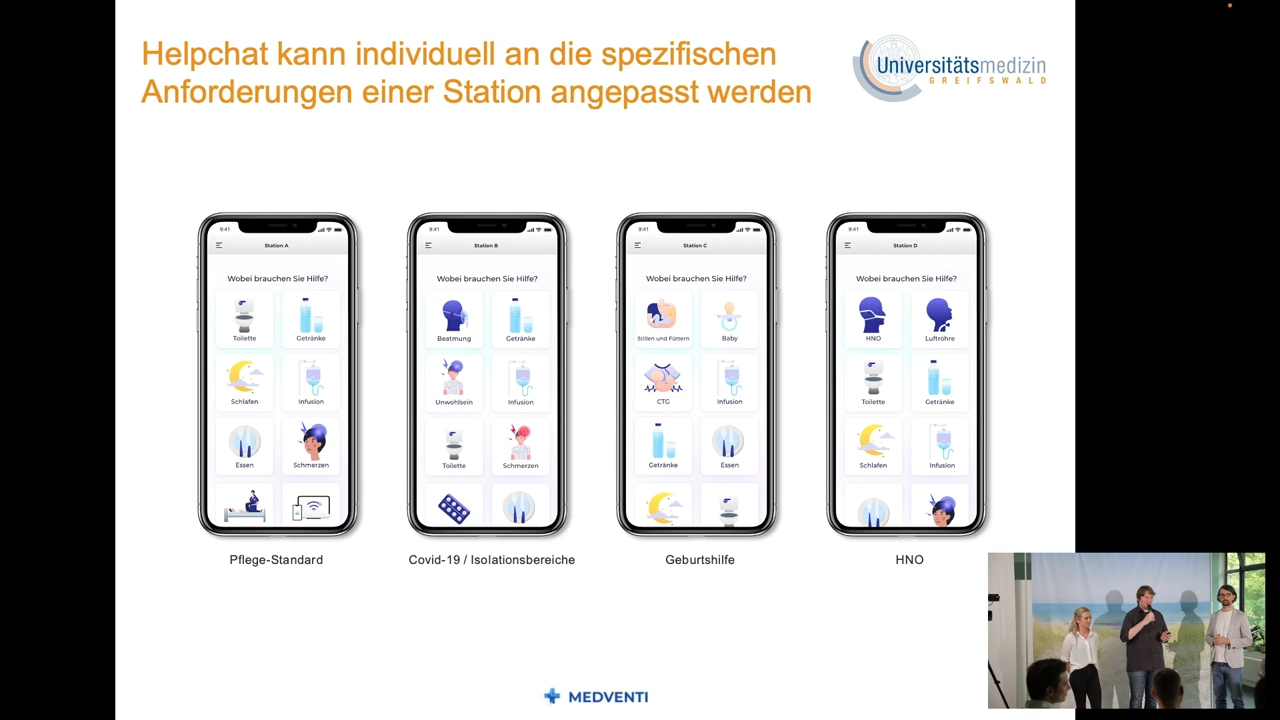 Helpchat kann individuell an die spezifischen
Anforderungen einer Station angepasst werden
Universitätsmedizin
GREIFSWALD
9:41
Station A
Wobei brauchen Sie Hilfe?
Toilette
Getränke
Schlafen
Infusion
Essen
Schmerzen
9:41
Station B
Wobei brauchen Sie Hilfe?
Beatmung
Getränke
Unwohlsein
Infusion
Toilette
Schmerzen
9:41
Station C
Wobei brauchen Sie Hilfe?
Stillen und Füttern
Baby
CTG
Infusion
Getränke
Essen
9:41
Station D
Wobei brauchen Sie Hilfe?
HNO
Luftröhre
Toilette
Getränke
Schlafen
Infusion
Pflege-Standard
Covid-19 / Isolationsbereiche
Geburtshilfe
HNO
MEDVENTI